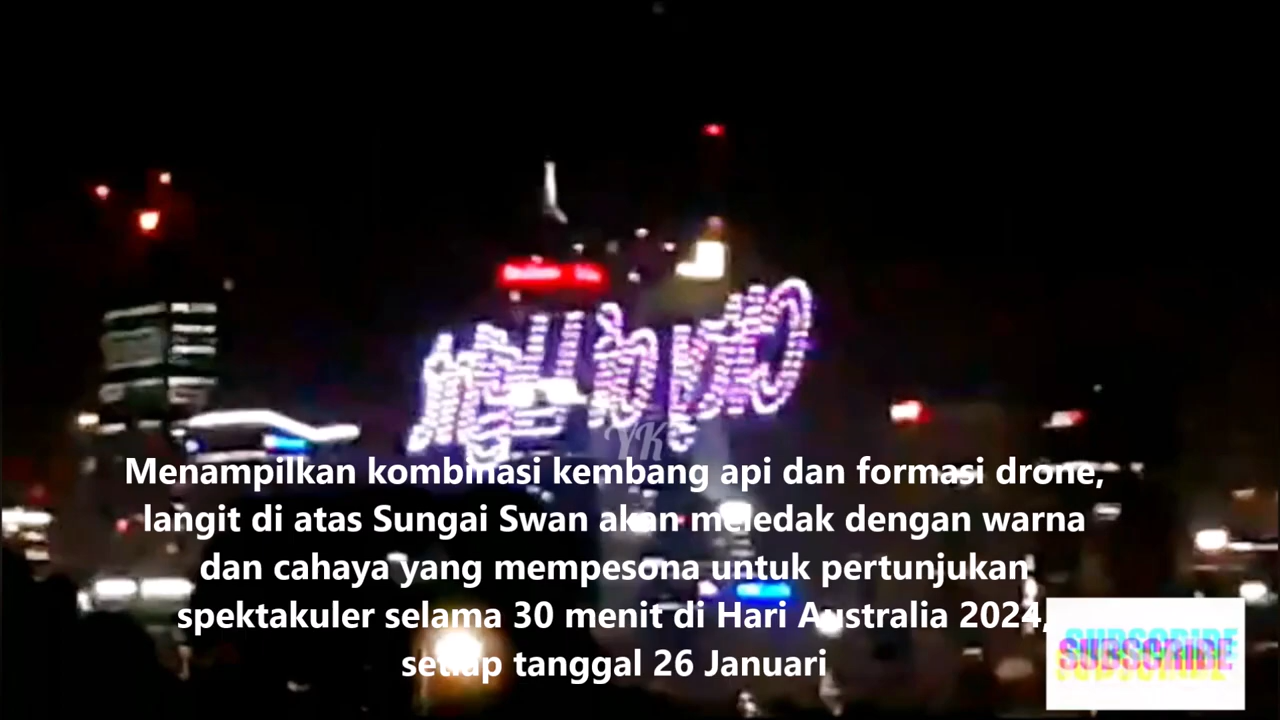 YK
Menampilkan kombinasi kembang api dan formasi drone,
langit di atas Sungai Swan akan meledak dengan warna
dan cahaya yang mempesona untuk pertunjukan
spektakuler selama 30 menit di Hari Australia 2024,
setiap tanggal 26 Januari
SUBSCRIBE